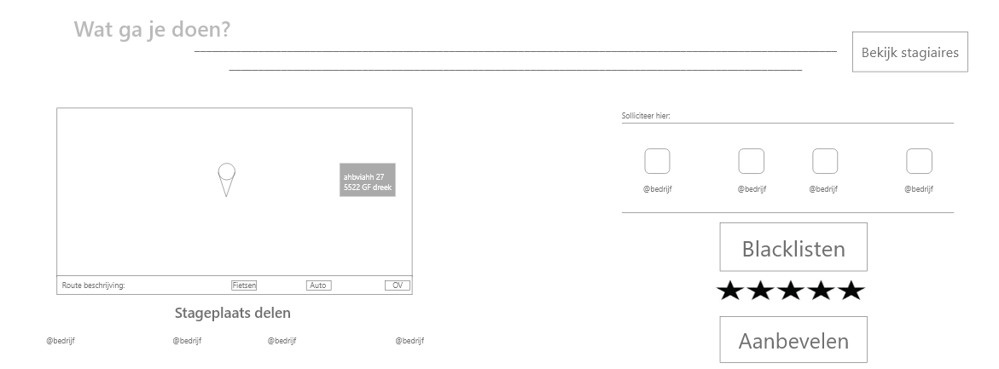 Wat ga je doen?
Bekijk stagiaires
Solliciteer hier:
ahbviahh 27
5522 GF dreek
@bedrijf @bedrijf @bedrijf @bedrijf
Blacklisten
Route beschrijving: Fietsen Auto OV
Stageplaats delen
@bedrijf @bedrijf @bedrijf @bedrijf
Aanbevelen